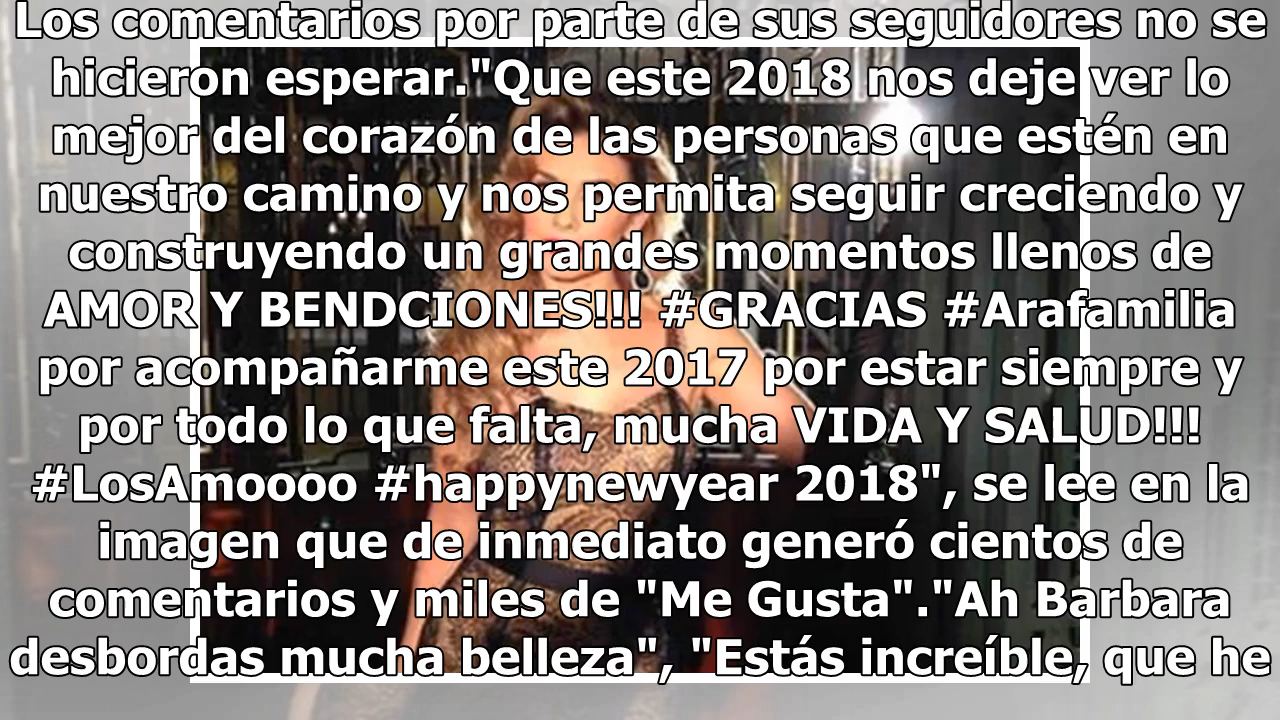 Los comentarios por parte de sus seguidores no se
hicieron esperar."Que este 2018 nos deje ver lo
mejor del corazón de las personas que estén en
nuestro camino y nos permita seguir creciendo y
construyendo un grandes momentos llenos de
AMOR Y BENDCIONES!!! #GRACIAS #Arafamilia
por acompañarme este 2017 por estar siempre y
por todo lo que falta, mucha VIDA Y SALUD!!!
#LosAmoooo #happynewyear 2018", se lee en la
imagen que de inmediato generó cientos de
comentarios y miles de "Me Gusta"."Ah Barbara
desbordas mucha belleza", "Estás increíble, que he